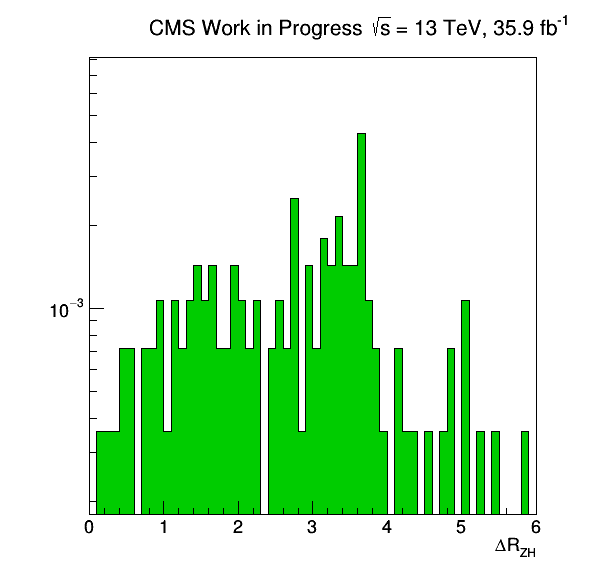 CMS Work in Progress √s = 13 TeV, 35.9 fb⁻¹
10⁻³
0 1 2 3 4 5 6
ΔR_ZH